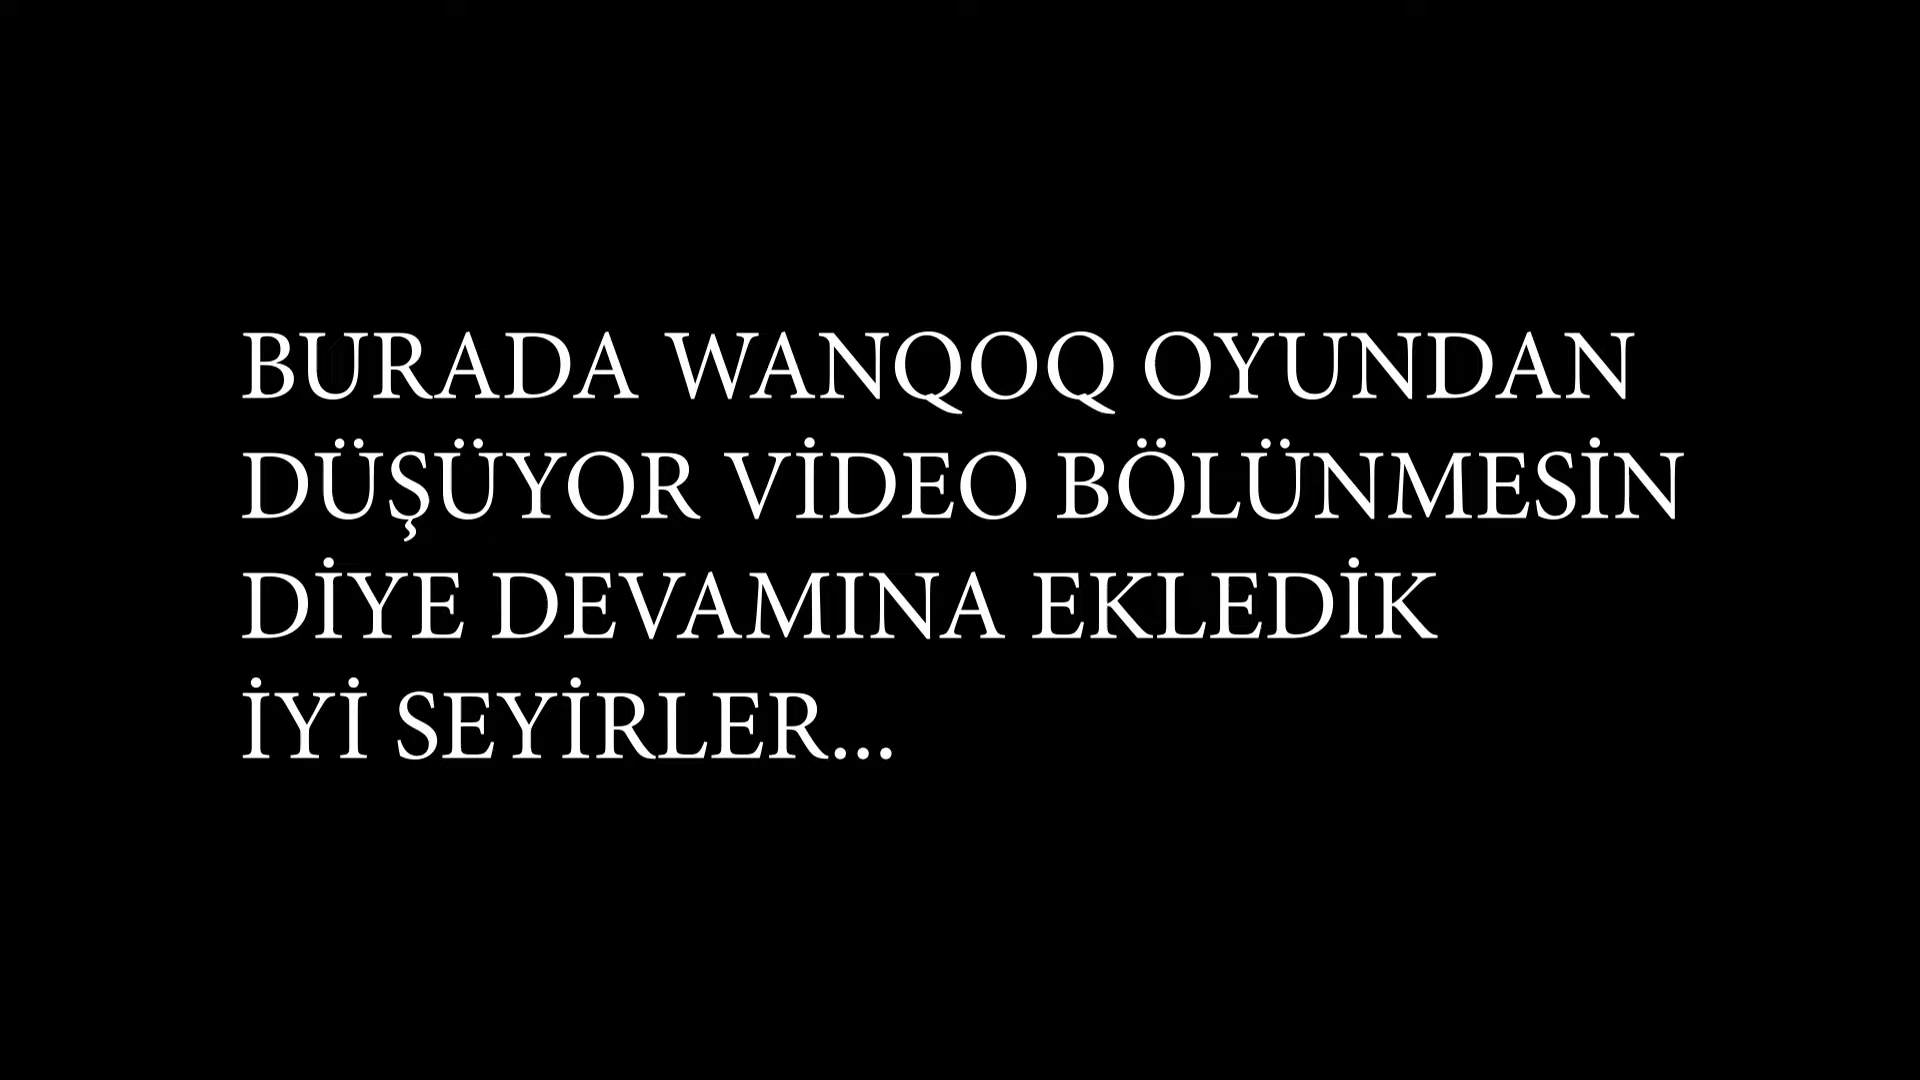 BURADA WANQOQ OYUNDAN
DÜŞÜYOR VİDEO BÖLÜNMESİN
DİYE DEVAMINA EKLEDİK
İYİ SEYİRLER...